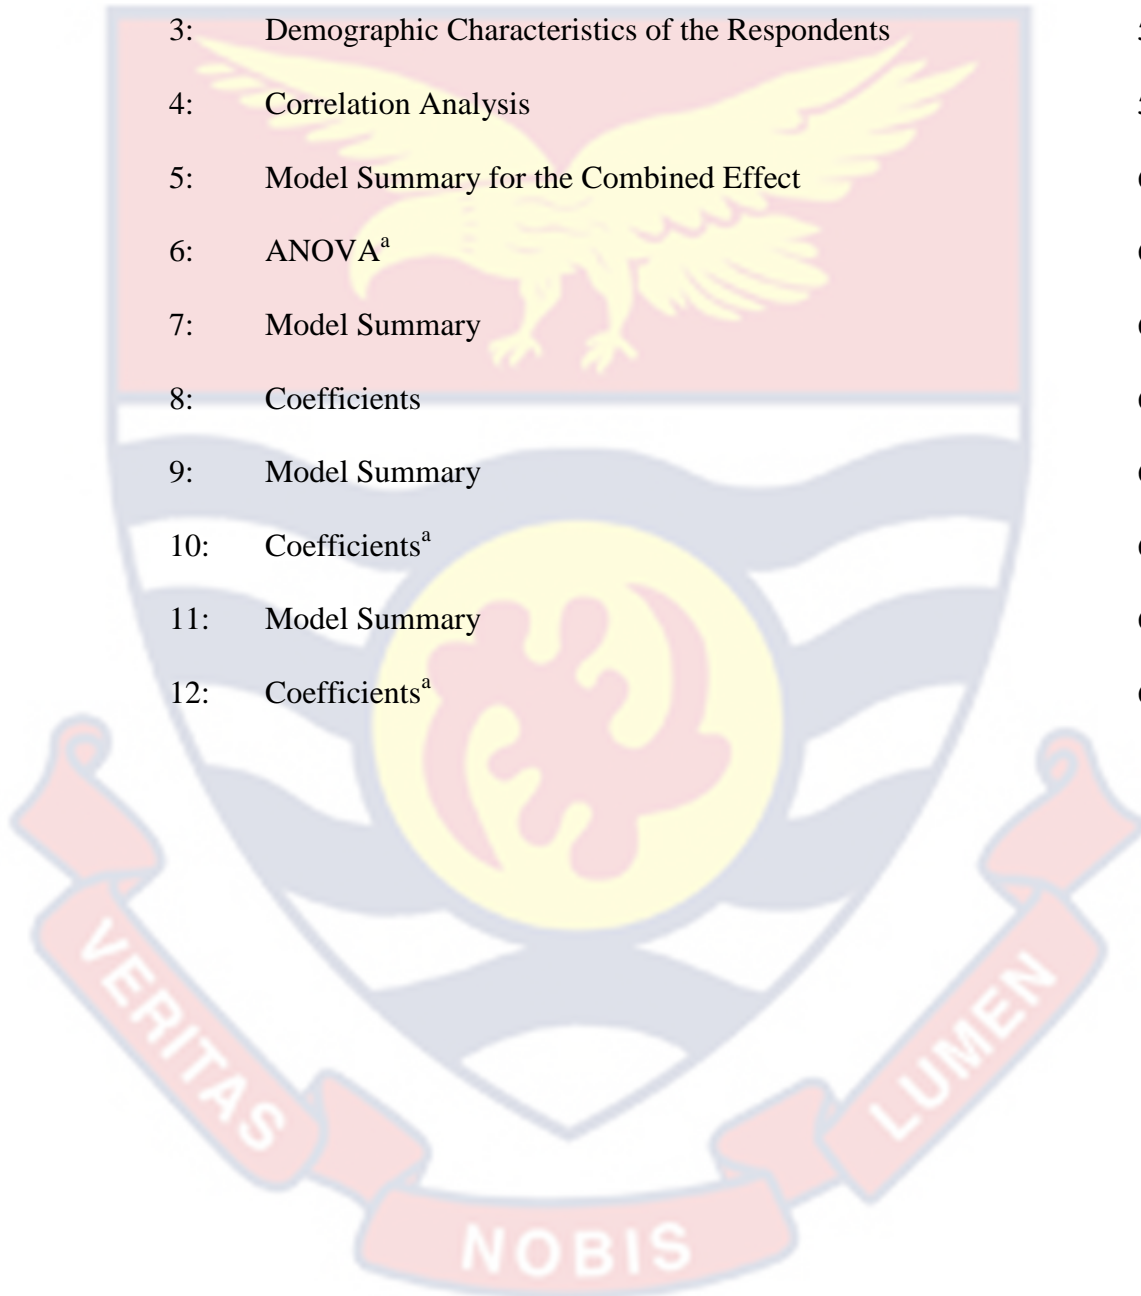 3: Demographic Characteristics of the Respondents
4: Correlation Analysis
5: Model Summary for the Combined Effect
6: ANOVAᵃ
7: Model Summary
8: Coefficients
9: Model Summary
10: Coefficientsᵃ
11: Model Summary
12: Coefficientsᵃ
VERITAS
NOBIS
LUMEN